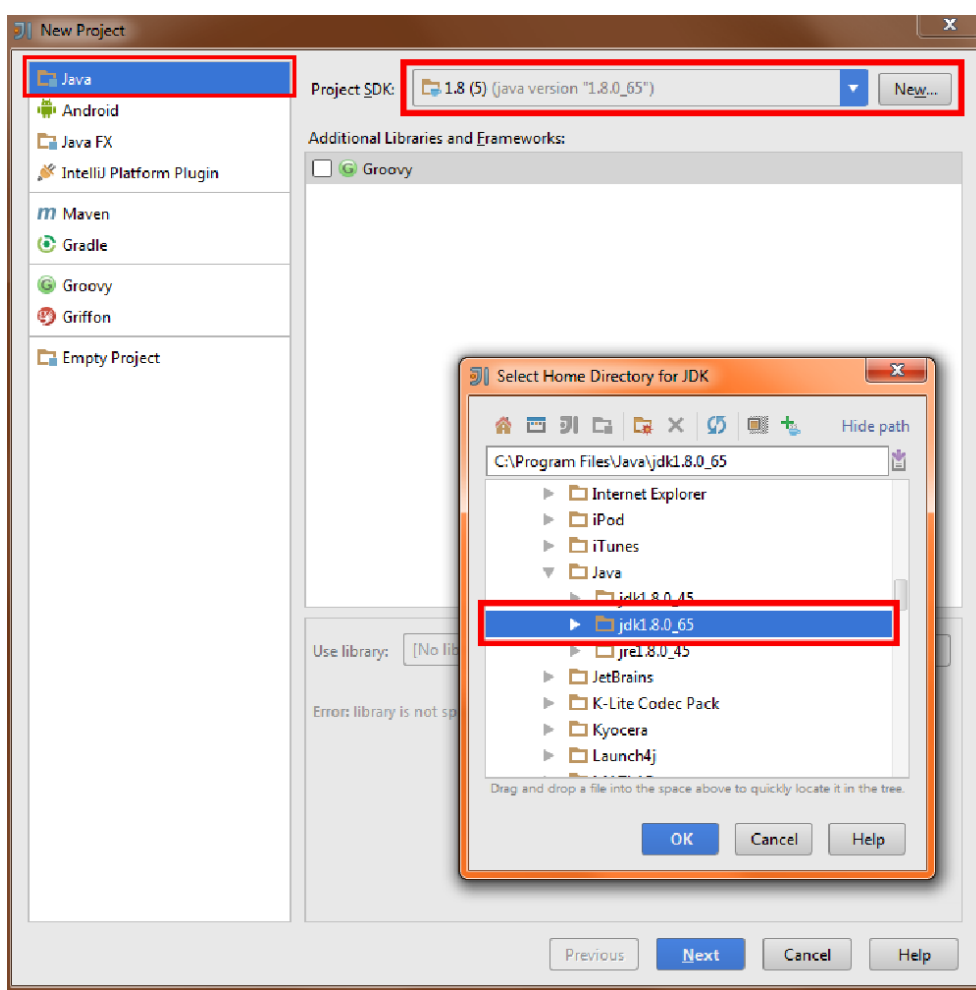 New Project
Java
Android
Java FX
IntelliJ Platform Plugin
Maven
Gradle
Groovy
Griffon
Empty Project
Project SDK: 1.8 (5) (java version "1.8.0_65") New...
Additional Libraries and Frameworks:
Groovy
Select Home Directory for JDK
Hide path
C:\Program Files\Java\jdk1.8.0_65
Internet Explorer
iPod
iTunes
Java
jdk1.8.0_45
jdk1.8.0_65
jre1.8.0_45
JetBrains
K-Lite Codec Pack
Kyocera
Launch4j
Drag and drop a file into the space above to quickly locate it in the tree.
OK Cancel Help
Use library: [No lib
Error: library is not sp
Previous Next Cancel Help